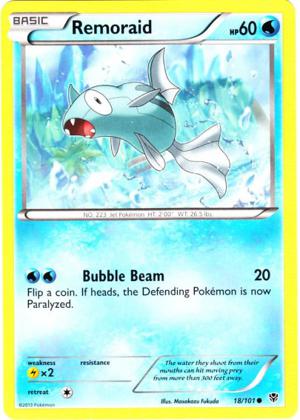 BASIC
Remoraid
HP60
NO. 223 Jet Pokémon HT: 2'00" WT: 26.5 lbs.
Bubble Beam 20
Flip a coin. If heads, the Defending Pokémon is now
Paralyzed.
weakness resistance
×2
retreat
The water they shoot from their
mouths can hit moving prey
from more than 300 feet away.
Illus. Masakazu Fukuda 18/101
©2013 Pokémon